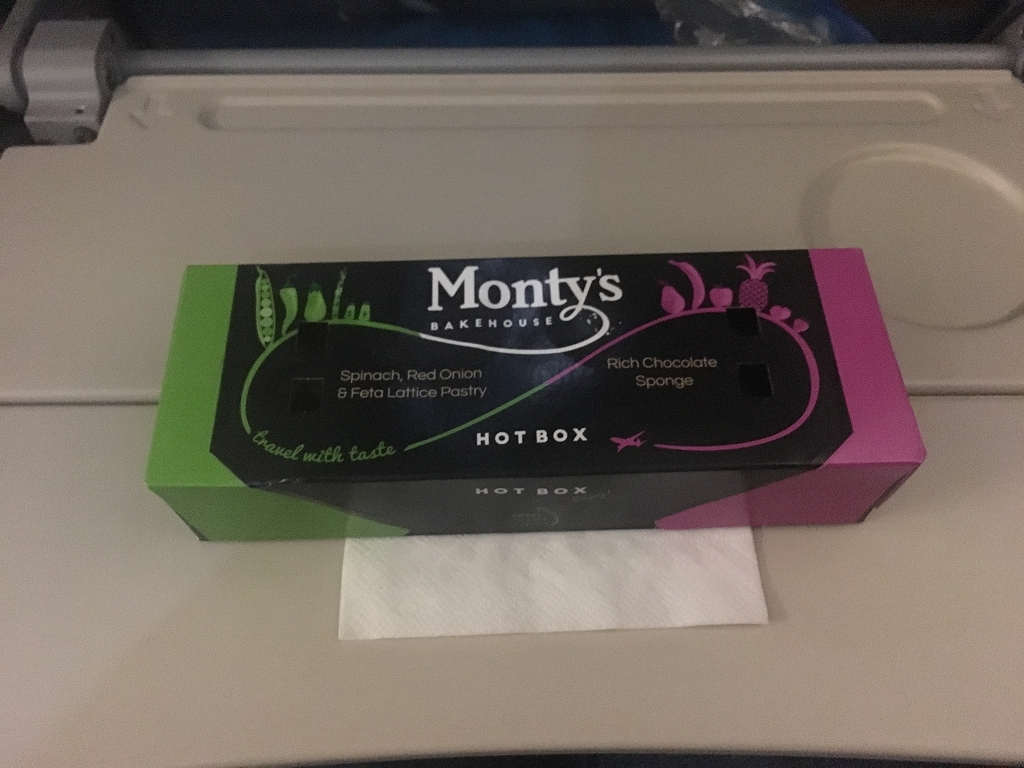 Monty's
BAKEHOUSE
Spinach, Red Onion
& Feta Lattice Pastry
Rich Chocolate
Sponge
travel with taste
HOT BOX
HOT BOX